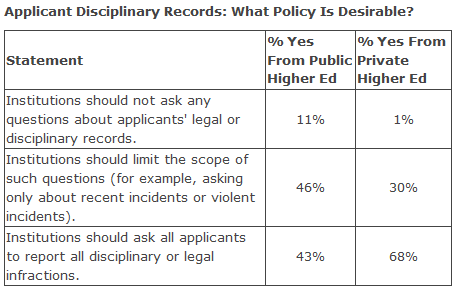 Applicant Disciplinary Records: What Policy Is Desirable?
Statement
% Yes
From Public
Higher Ed
% Yes From
Private
Higher Ed
Institutions should not ask any
questions about applicants' legal or
disciplinary records.
11%
1%
Institutions should limit the scope of
such questions (for example, asking
only about recent incidents or violent
incidents).
46%
30%
Institutions should ask all applicants
to report all disciplinary or legal
infractions.
43%
68%